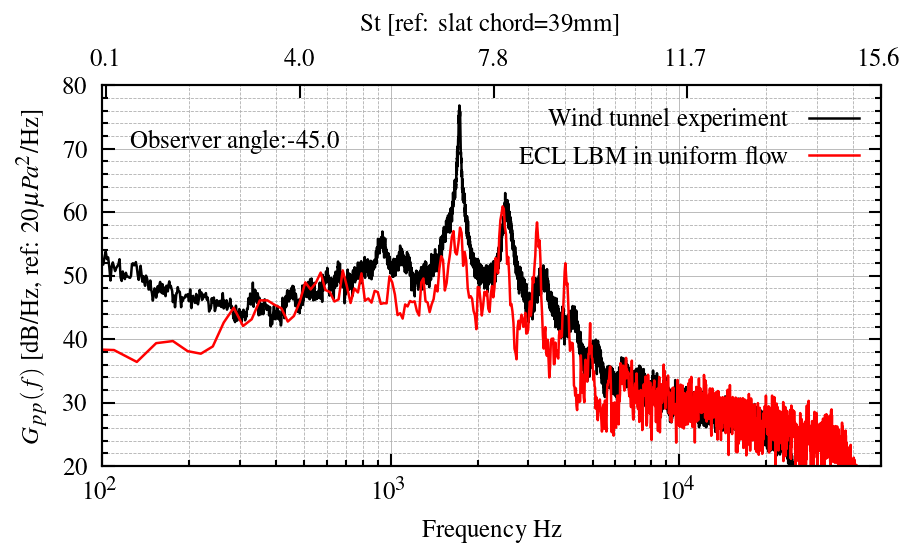 St [ref: slat chord=39mm]
0.1 4.0 7.8 11.7 15.6
80
70
60
50
40
30
20
G_{pp}(f) [dB/Hz, ref: 20μPa²/Hz]
Observer angle:-45.0
Wind tunnel experiment
ECL LBM in uniform flow
10² 10³ 10⁴
Frequency Hz